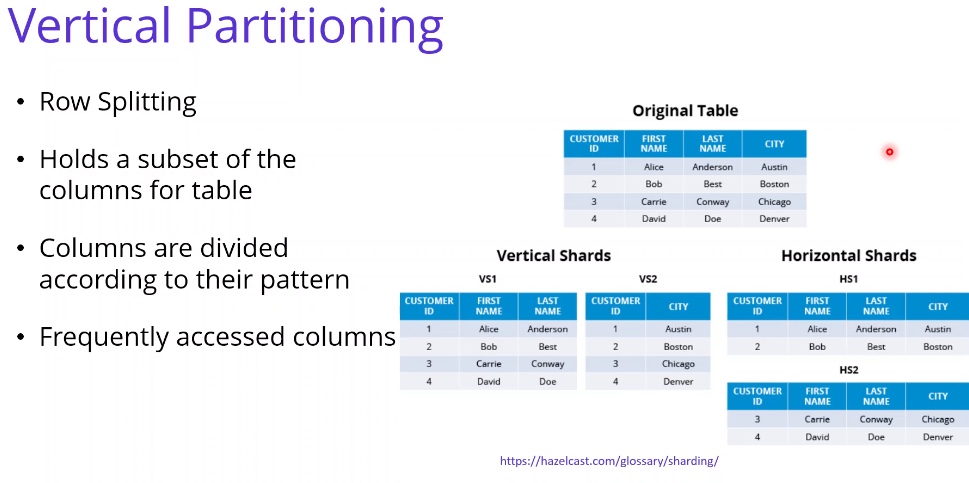 Vertical Partitioning
• Row Splitting
• Holds a subset of the
columns for table
• Columns are divided
according to their pattern
• Frequently accessed columns
Original Table
CUSTOMER ID FIRST NAME LAST NAME CITY
1 Alice Anderson Austin
2 Bob Best Boston
3 Carrie Conway Chicago
4 David Doe Denver
Vertical Shards
VS1
CUSTOMER ID FIRST NAME LAST NAME
1 Alice Anderson
2 Bob Best
3 Carrie Conway
4 David Doe
VS2
CUSTOMER ID CITY
1 Austin
2 Boston
3 Chicago
4 Denver
Horizontal Shards
HS1
CUSTOMER ID FIRST NAME LAST NAME CITY
1 Alice Anderson Austin
2 Bob Best Boston
HS2
CUSTOMER ID FIRST NAME LAST NAME CITY
3 Carrie Conway Chicago
4 David Doe Denver
https://hazelcast.com/glossary/sharding/